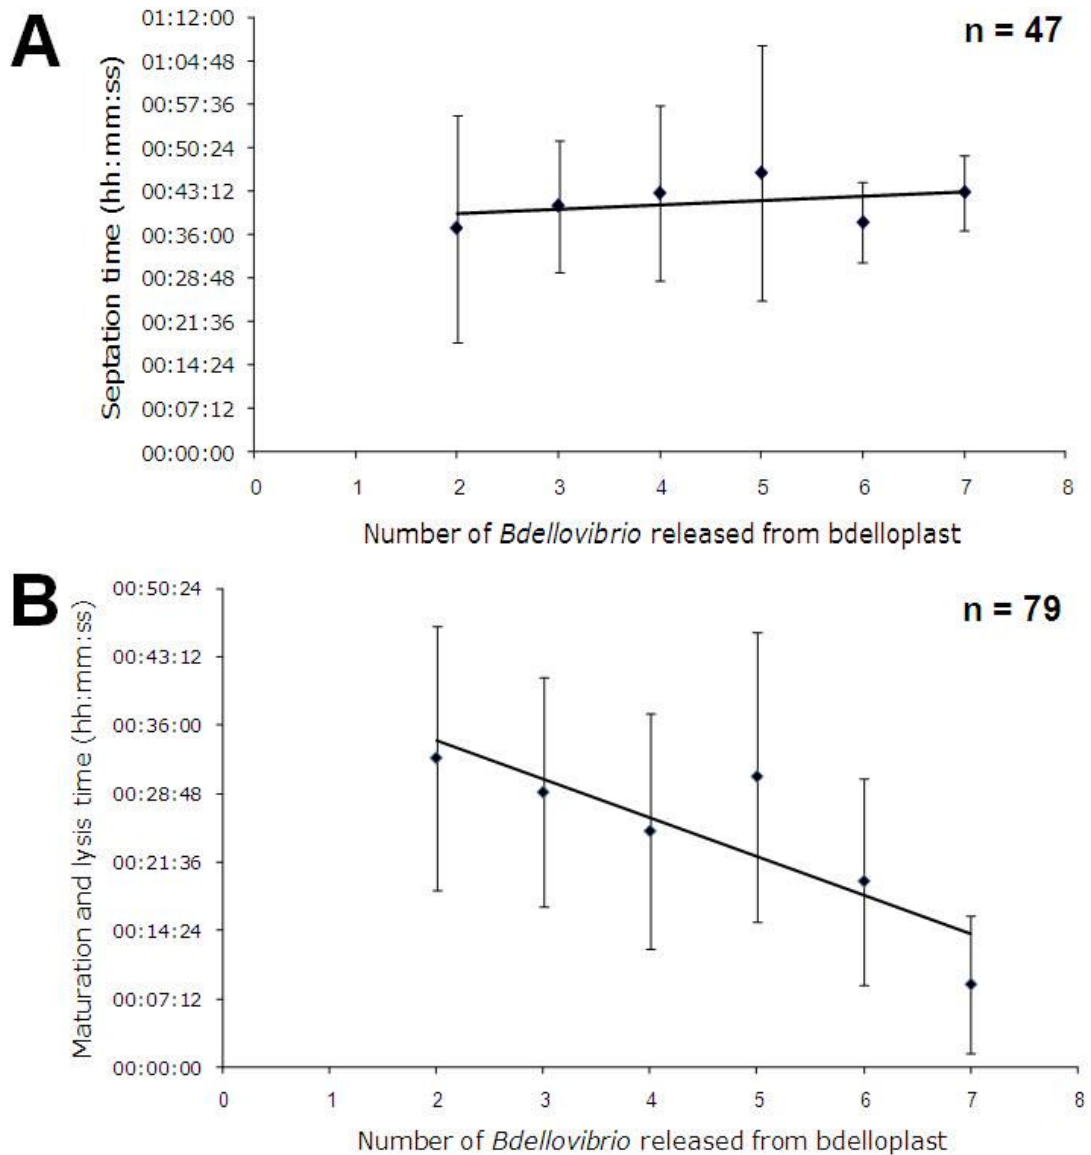 A
n = 47
Septation time (hh:mm:ss)
01:12:00
01:04:48
00:57:36
00:50:24
00:43:12
00:36:00
00:28:48
00:21:36
00:14:24
00:07:12
00:00:00
0 1 2 3 4 5 6 7 8
Number of Bdellovibrio released from bdelloplast
B
n = 79
Maturation and lysis time (hh:mm:ss)
00:50:24
00:43:12
00:36:00
00:28:48
00:21:36
00:14:24
00:07:12
00:00:00
0 1 2 3 4 5 6 7 8
Number of Bdellovibrio released from bdelloplast